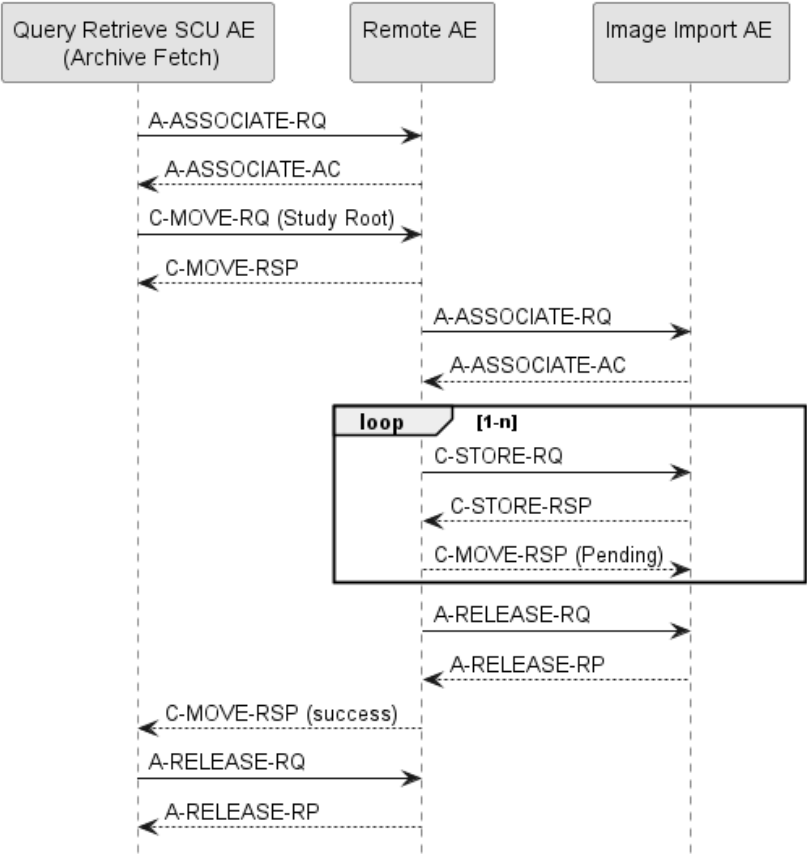 Query Retrieve SCU AE
(Archive Fetch)
Remote AE
Image Import AE
A-ASSOCIATE-RQ
A-ASSOCIATE-AC
C-MOVE-RQ (Study Root)
C-MOVE-RSP
A-ASSOCIATE-RQ
A-ASSOCIATE-AC
loop [1-n]
C-STORE-RQ
C-STORE-RSP
C-MOVE-RSP (Pending)
A-RELEASE-RQ
A-RELEASE-RP
C-MOVE-RSP (success)
A-RELEASE-RQ
A-RELEASE-RP